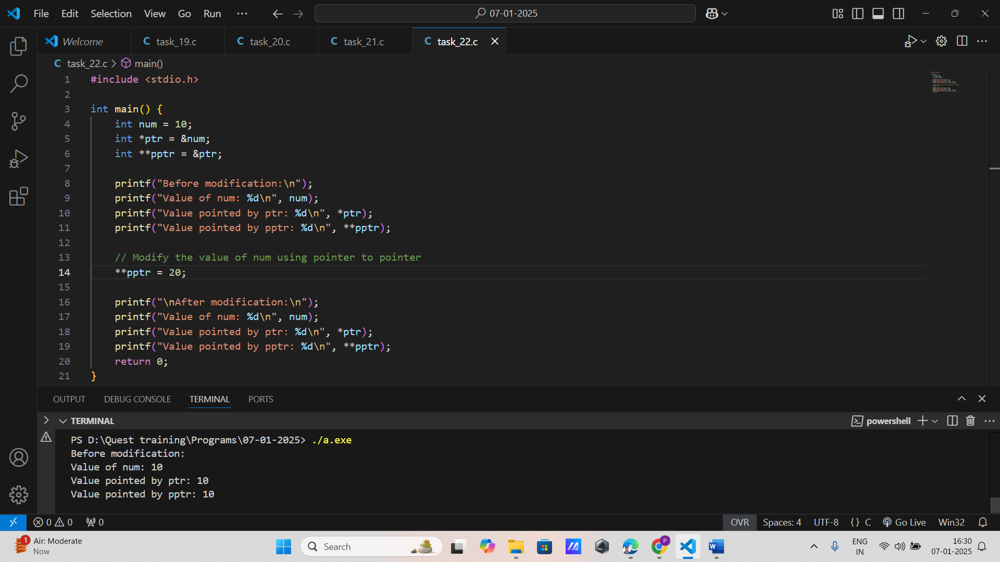 File Edit Selection View Go Run ··· 07-01-2025
Welcome C task_19.c C task_20.c C task_21.c C task_22.c
C task_22.c > main()
1 #include <stdio.h>
2
3 int main() {
4 int num = 10;
5 int *ptr = &num;
6 int **pptr = &ptr;
7
8 printf("Before modification:\n");
9 printf("Value of num: %d\n", num);
10 printf("Value pointed by ptr: %d\n", *ptr);
11 printf("Value pointed by pptr: %d\n", **pptr);
12
13 // Modify the value of num using pointer to pointer
14 **pptr = 20;
15
16 printf("\nAfter modification:\n");
17 printf("Value of num: %d\n", num);
18 printf("Value pointed by ptr: %d\n", *ptr);
19 printf("Value pointed by pptr: %d\n", **pptr);
20 return 0;
21 }
OUTPUT DEBUG CONSOLE TERMINAL PORTS
TERMINAL powershell
PS D:\Quest training\Programs\07-01-2025> ./a.exe
Before modification:
Value of num: 10
Value pointed by ptr: 10
Value pointed by pptr: 10
0 0 0 OVR Spaces: 4 UTF-8 {} C Go Live Win32
1 Air: Moderate
Now
Search
P
W
ENG
IN
16:30
07-01-2025